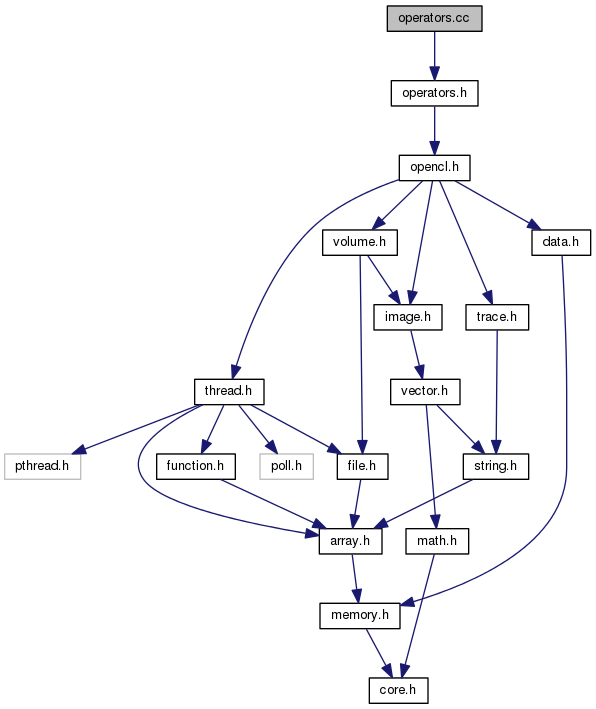 operators.cc
operators.h
opencl.h
volume.h
data.h
image.h
trace.h
thread.h
vector.h
pthread.h
function.h
poll.h
file.h
string.h
array.h
math.h
memory.h
core.h